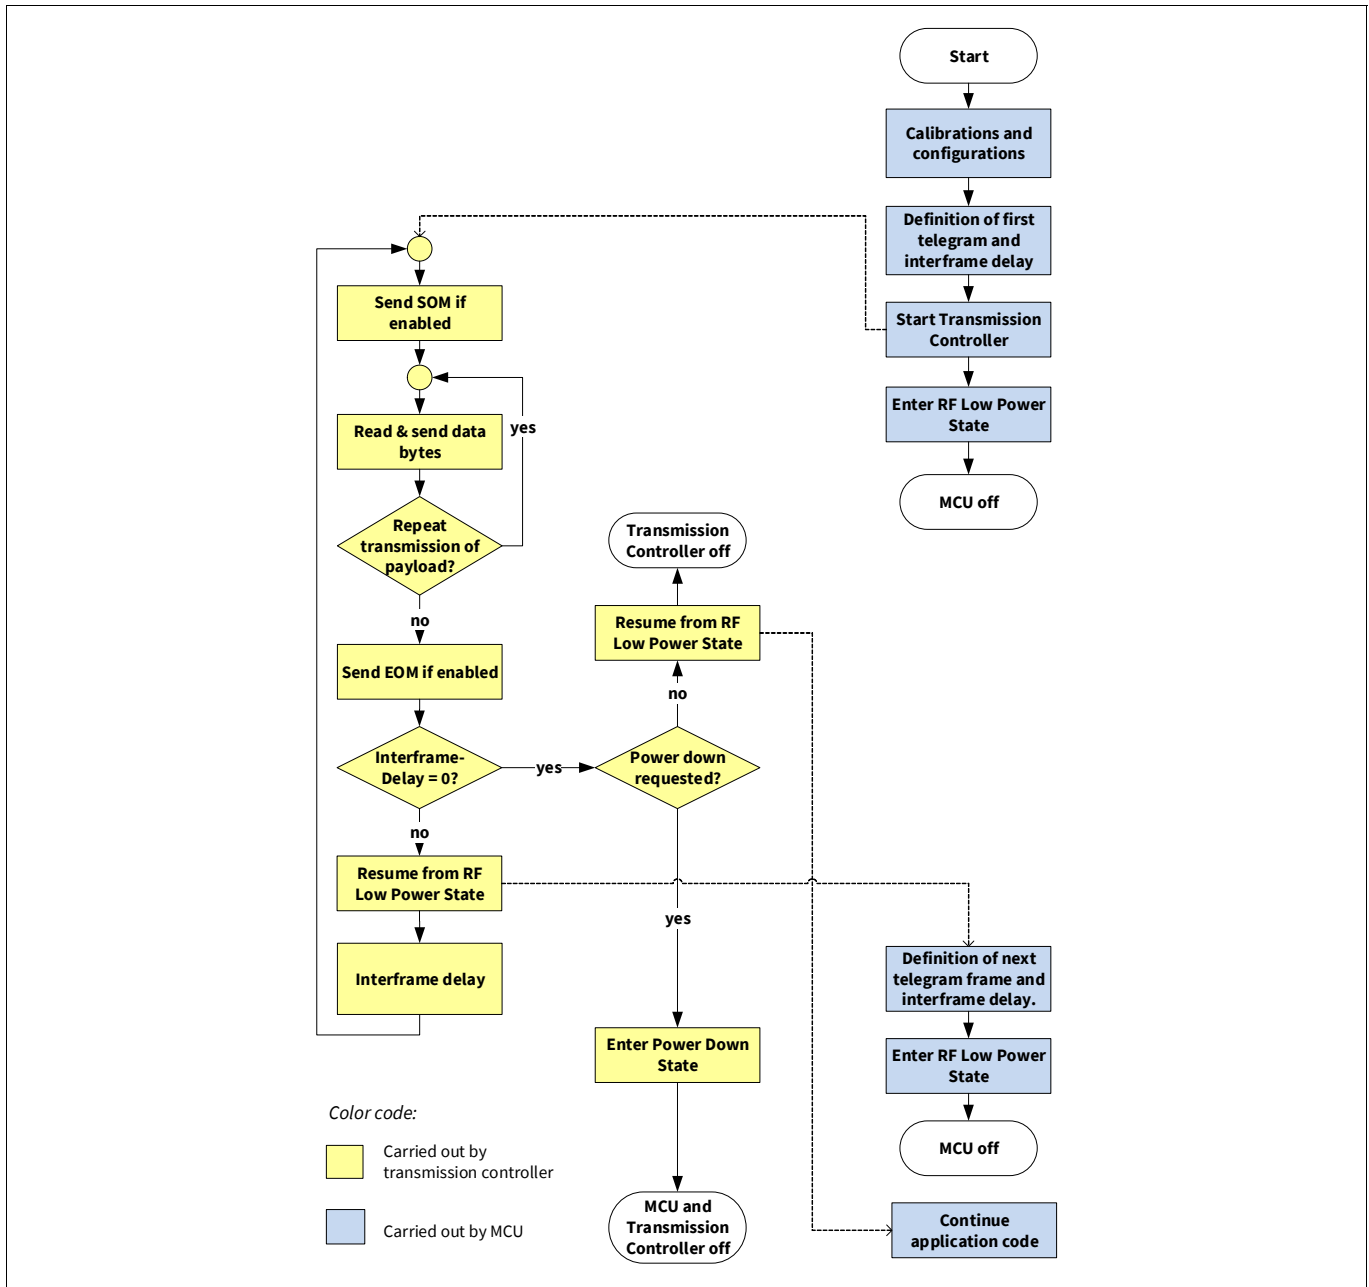 Start
Calibrations and
configurations
Definition of first
telegram and
interframe delay
Start Transmission
Controller
Enter RF Low Power
State
MCU off
Send SOM if
enabled
Read & send data
bytes
yes
Repeat
transmission of
payload?
no
Send EOM if enabled
Interframe-
Delay = 0?
yes
no
Resume from RF
Low Power State
Interframe delay
Transmission
Controller off
Resume from RF
Low Power State
no
Power down
requested?
yes
Enter Power Down
State
MCU and
Transmission
Controller off
Definition of next
telegram frame and
interframe delay.
Enter RF Low Power
State
MCU off
Continue
application code
Color code:
Carried out by
transmission controller
Carried out by MCU